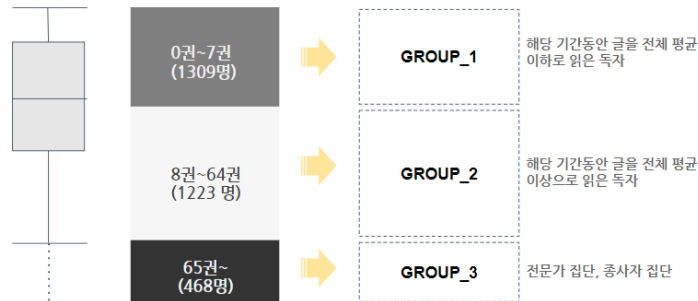 0권~7권
(1309명)
GROUP_1
해당 기간동안 글을 전체 평균
이하로 읽은 독자
8권~64권
(1223 명)
GROUP_2
해당 기간동안 글을 전체 평균
이상으로 읽은 독자
65권~
(468명)
GROUP_3
전문가 집단, 종사자 집단